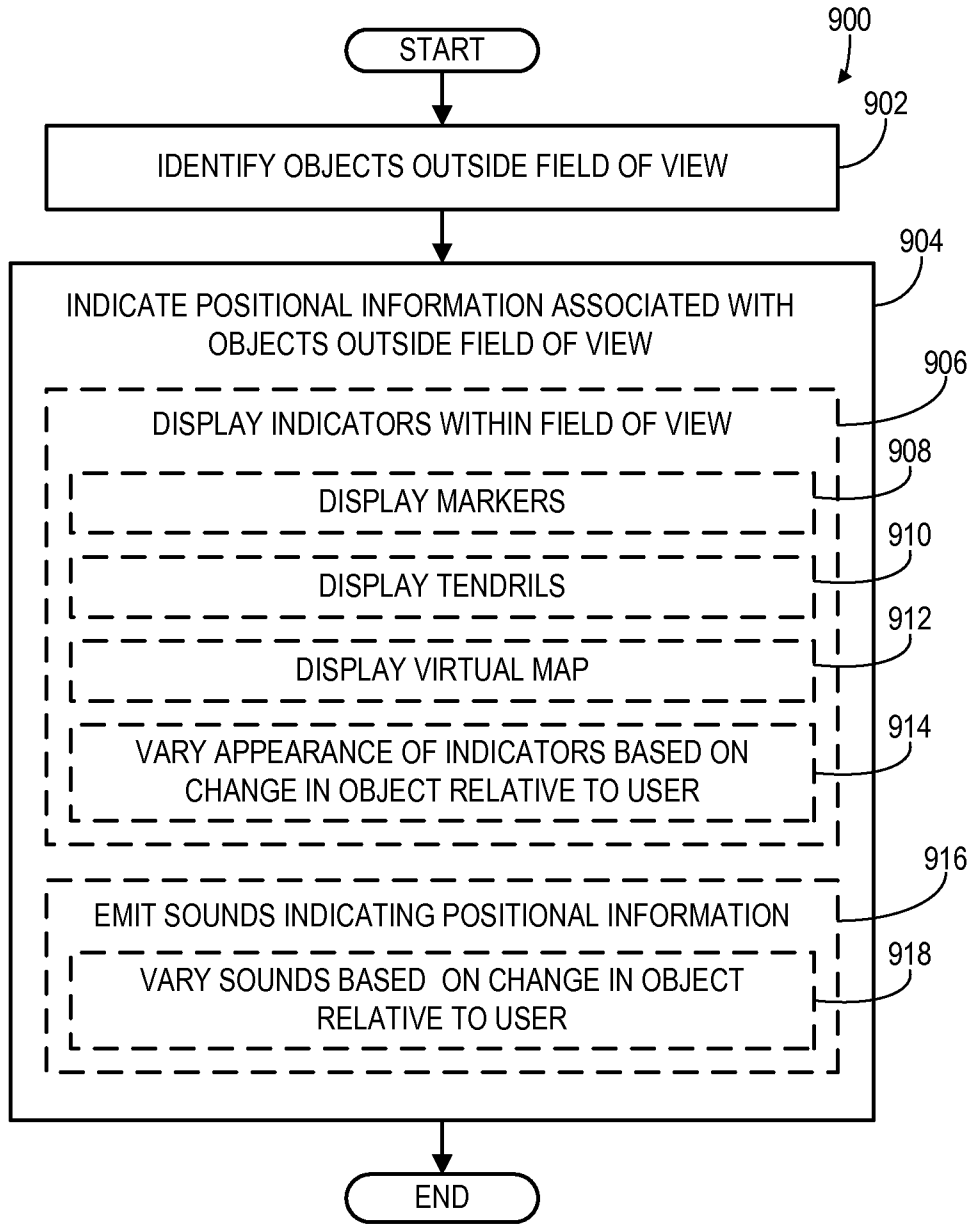 900
START
902
IDENTIFY OBJECTS OUTSIDE FIELD OF VIEW
904
INDICATE POSITIONAL INFORMATION ASSOCIATED WITH
OBJECTS OUTSIDE FIELD OF VIEW
906
DISPLAY INDICATORS WITHIN FIELD OF VIEW
908
DISPLAY MARKERS
910
DISPLAY TENDRILS
912
DISPLAY VIRTUAL MAP
914
VARY APPEARANCE OF INDICATORS BASED ON
CHANGE IN OBJECT RELATIVE TO USER
916
EMIT SOUNDS INDICATING POSITIONAL INFORMATION
918
VARY SOUNDS BASED ON CHANGE IN OBJECT
RELATIVE TO USER
END